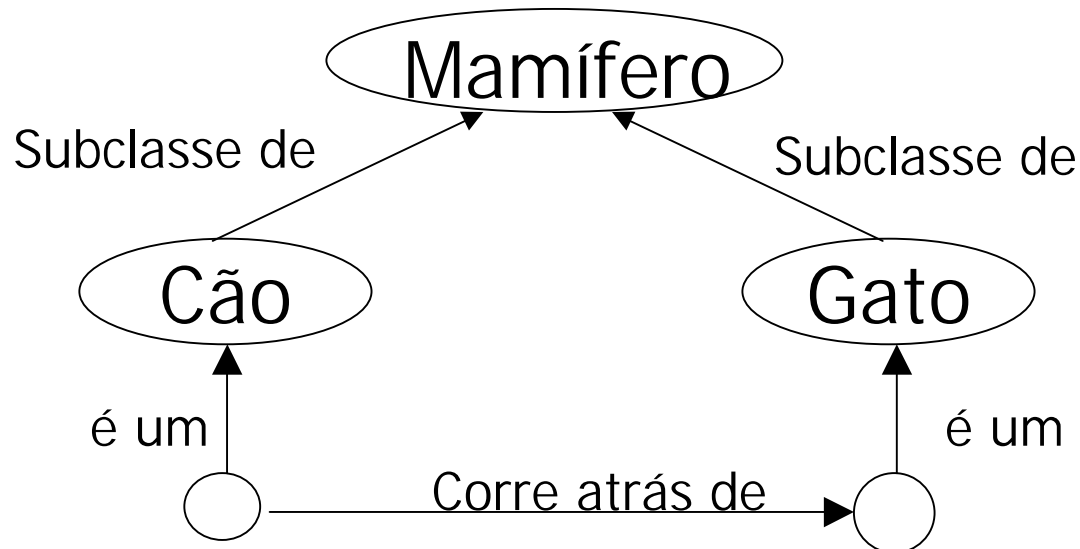 Mamífero
Subclasse de
Subclasse de
Cão
Gato
é um
é um
Corre atrás de